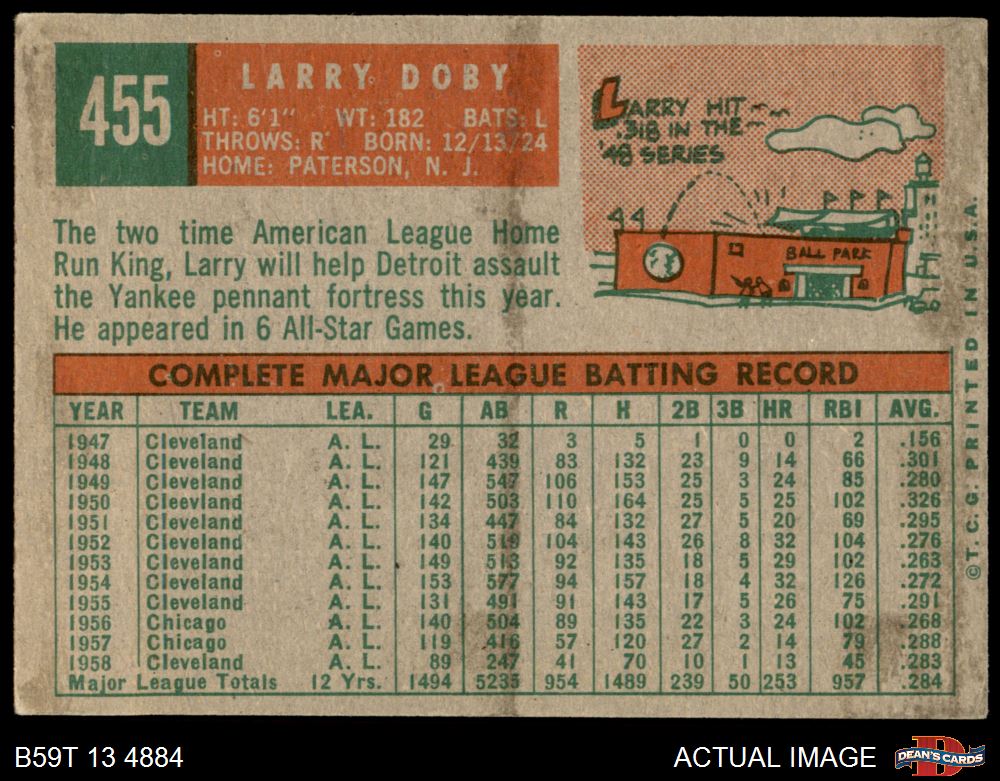 455
LARRY DOBY
HT: 6'1" WT: 182 BATS: L
THROWS: R BORN: 12/13/24
HOME: PATERSON, N. J.
LARRY HIT
.318 IN THE
'48 SERIES
44
BALL PARK
The two time American League Home
Run King, Larry will help Detroit assault
the Yankee pennant fortress this year.
He appeared in 6 All-Star Games.
COMPLETE MAJOR LEAGUE BATTING RECORD
YEAR TEAM LEA. G AB R H 2B 3B HR RBI AVG.
1947 Cleveland A. L. 29 32 3 5 1 0 0 2 .156
1948 Cleveland A. L. 121 439 83 132 23 9 14 66 .301
1949 Cleveland A. L. 147 547 106 153 25 3 24 85 .280
1950 Cleevland A. L. 142 503 110 164 25 5 25 102 .326
1951 Cleveland A. L. 134 447 84 132 27 5 20 69 .295
1952 Cleveland A. L. 140 519 104 143 26 8 32 104 .276
1953 Cleveland A. L. 149 513 92 135 18 5 29 102 .263
1954 Cleveland A. L. 153 577 94 157 18 4 32 126 .272
1955 Cleveland A. L. 131 491 91 143 17 5 26 75 .291
1956 Chicago A. L. 140 504 89 135 22 3 24 102 .268
1957 Chicago A. L. 119 416 57 120 27 2 14 79 .288
1958 Cleveland A. L. 89 247 41 70 10 1 13 45 .283
Major League Totals 12 Yrs. 1494 5235 954 1489 239 50 253 957 .284
©T. C. G. PRINTED IN U.S.A.
B59T 13 4884
ACTUAL IMAGE
D
DEAN'S CARDS